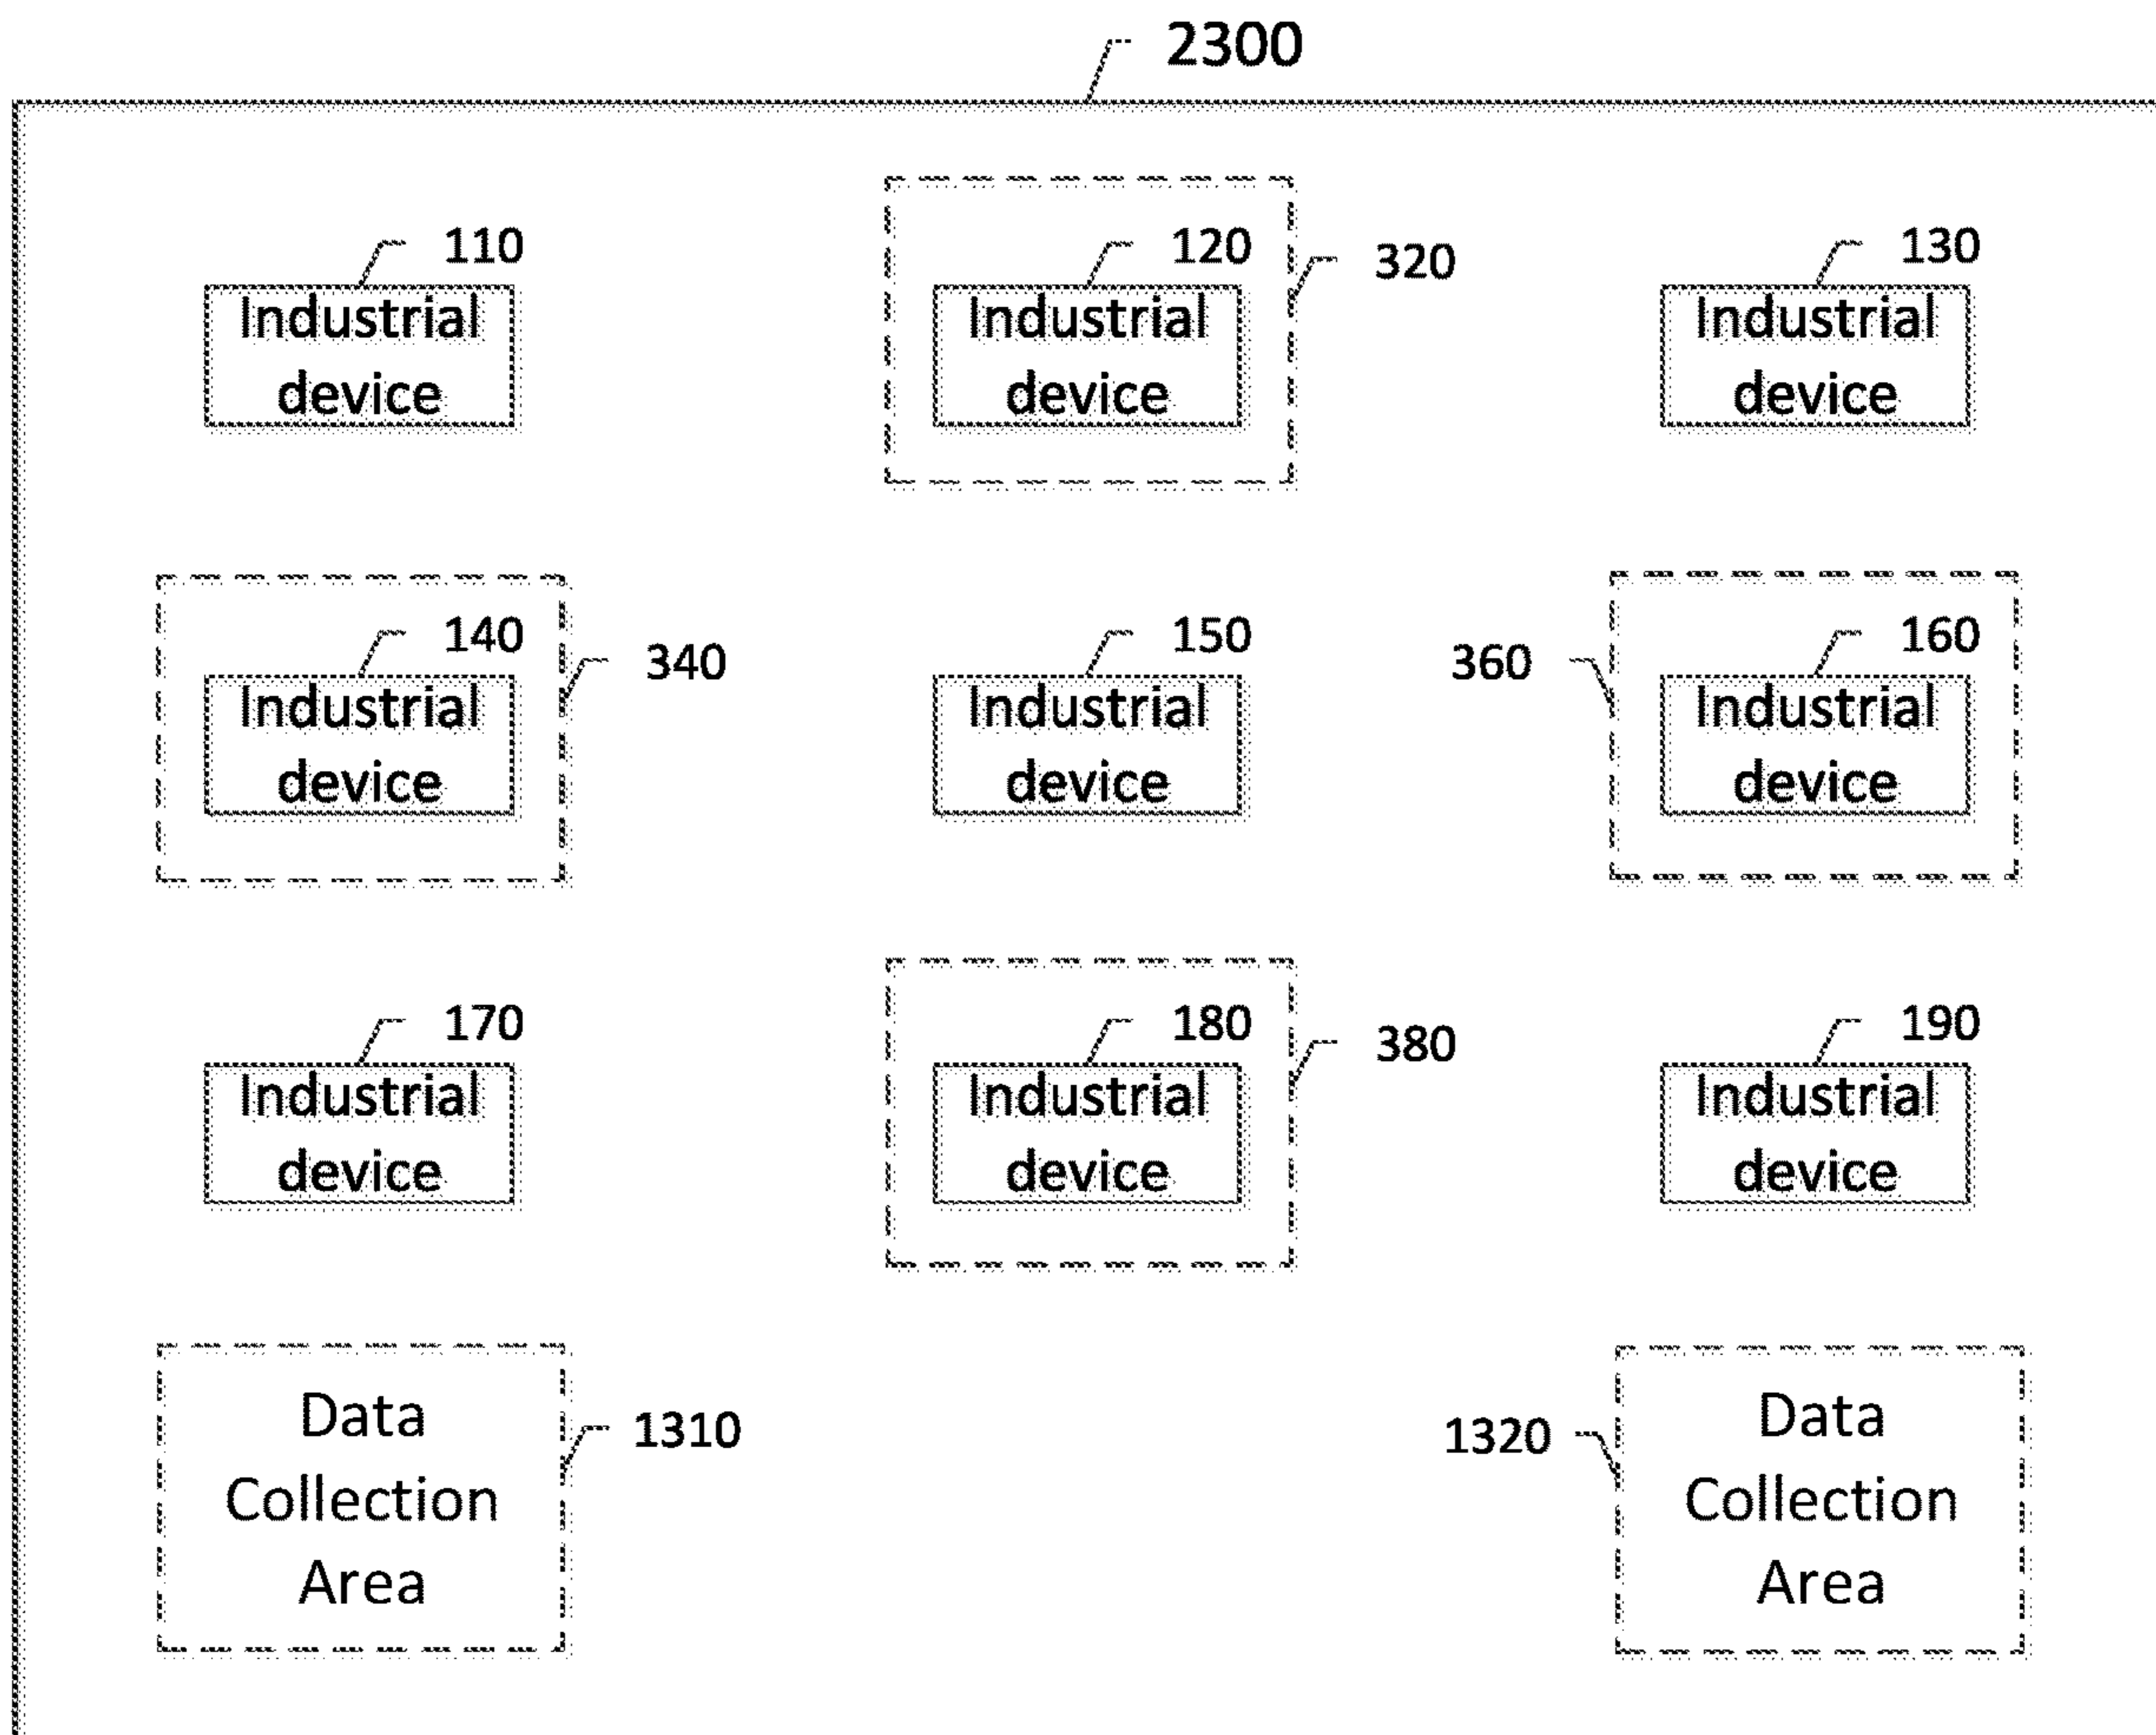 2300
110
120
320
130
Industrial
device
Industrial
device
Industrial
device
140
340
150
360
160
Industrial
device
Industrial
device
Industrial
device
170
180
380
190
Industrial
device
Industrial
device
Industrial
device
Data
Collection
Area
1310
1320
Data
Collection
Area